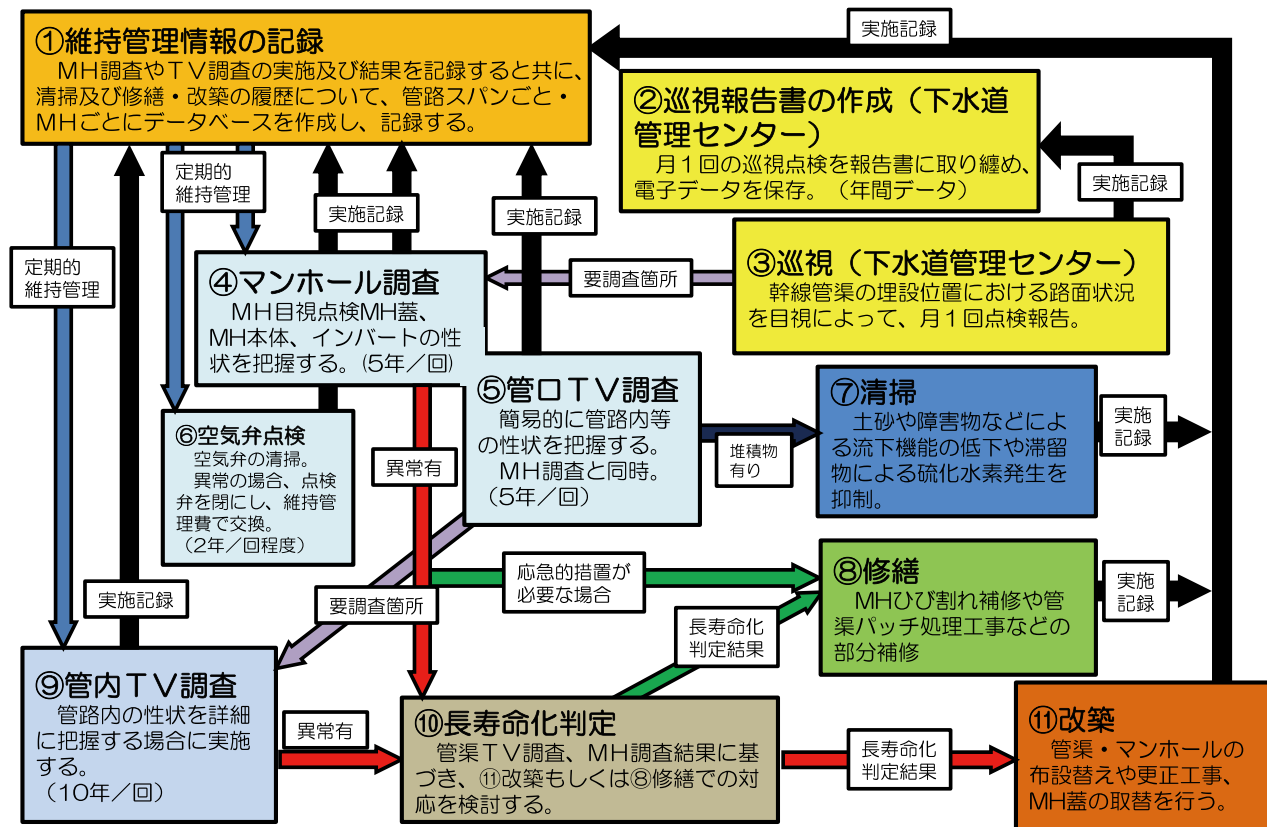 ①維持管理情報の記録
MH調査やTV調査の実施及び結果を記録すると共に、
清掃及び修繕・改築の履歴について、管路スパンごと・
MHごとにデータベースを作成し、記録する。
実施記録
②巡視報告書の作成（下水道
管理センター）
月1回の巡視点検を報告書に取り纏め、
電子データを保存。（年間データ）
定期的
維持管理
実施記録
実施記録
実施記録
定期的
維持管理
④マンホール調査
MH目視点検MH蓋、
MH本体、インバートの性
状を把握する。(5年／回)
要調査箇所
③巡視（下水道管理センター）
幹線管渠の埋設位置における路面状況
を目視によって、月1回点検報告。
⑤管口TV調査
簡易的に管路内等
の性状を把握する。
MH調査と同時。
（5年／回）
⑦清掃
土砂や障害物などによ
る流下機能の低下や滞留
物による硫化水素発生を
抑制。
実施
記録
⑥空気弁点検
空気弁の清掃。
異常の場合、点検
弁を閉にし、維持管
理費で交換。
（2年／回程度）
異常有
堆積物
有り
実施記録
要調査箇所
応急的措置が
必要な場合
⑧修繕
MHひび割れ補修や管
渠パッチ処理工事などの
部分補修
実施
記録
長寿命化
判定結果
⑨管内TV調査
管路内の性状を詳細
に把握する場合に実施
する。
（10年／回）
異常有
⑩長寿命化判定
管渠TV調査、MH調査結果に基
づき、⑪改築もしくは⑧修繕での対
応を検討する。
長寿命化
判定結果
⑪改築
管渠・マンホールの
布設替えや更正工事、
MH蓋の取替を行う。